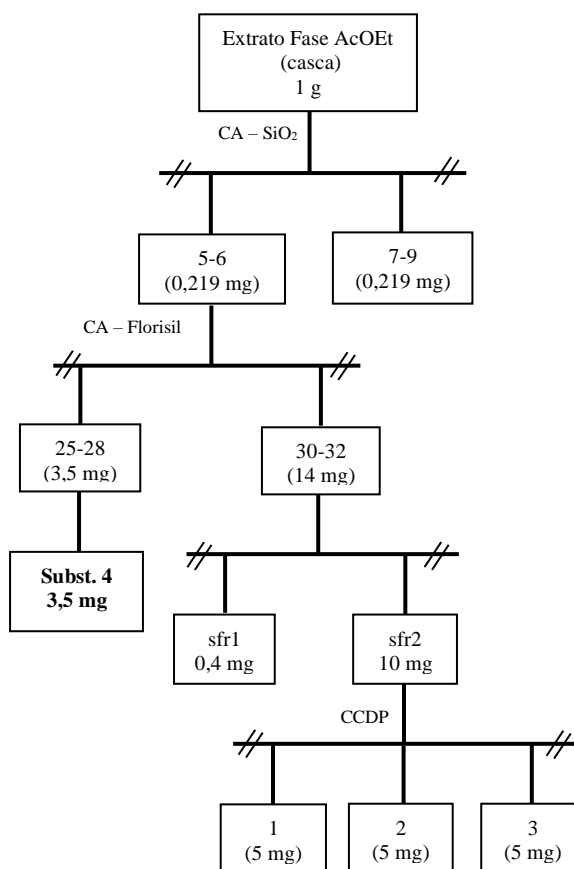 Extrato Fase AcOEt
(casca)
1 g
CA – SiO₂
5-6
(0,219 mg)
7-9
(0,219 mg)
CA – Florisil
25-28
(3,5 mg)
30-32
(14 mg)
Subst. 4
3,5 mg
sfr1
0,4 mg
sfr2
10 mg
CCDP
1
(5 mg)
2
(5 mg)
3
(5 mg)